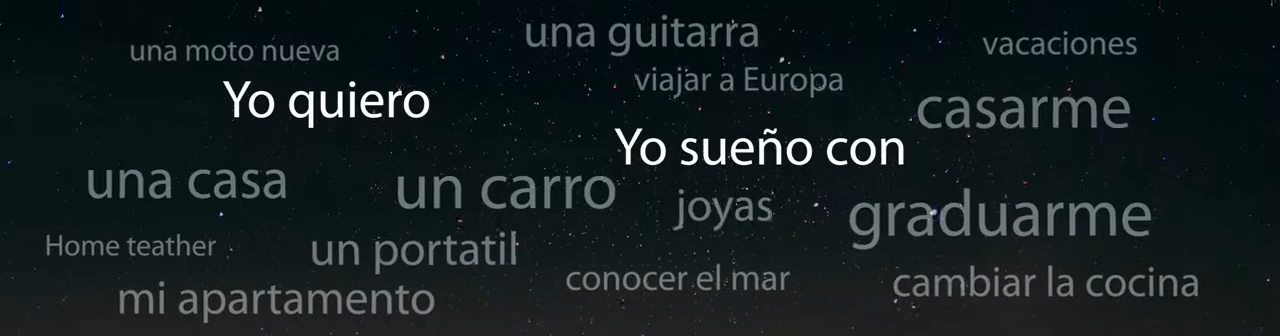 una guitarra
vacaciones
una moto nueva
viajar a Europa
Yo quiero
casarme
Yo sueño con
una casa
un carro
joyas
graduarme
Home teather
un portatil
conocer el mar
cambiar la cocina
mi apartamento